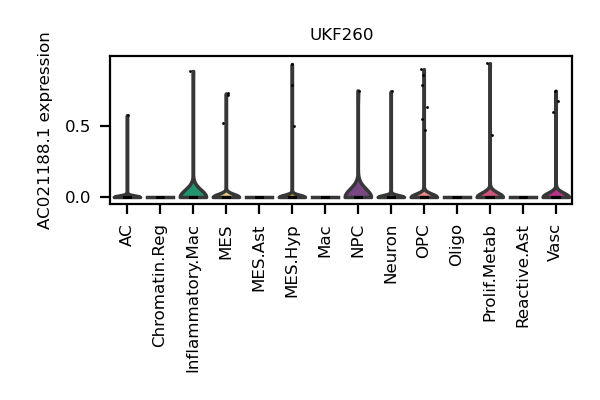 UKF260
AC021188.1 expression
0.5
0.0
AC
Chromatin.Reg
Inflammatory.Mac
MES
MES.Ast
MES.Hyp
Mac
NPC
Neuron
OPC
Oligo
Prolif.Metab
Reactive.Ast
Vasc